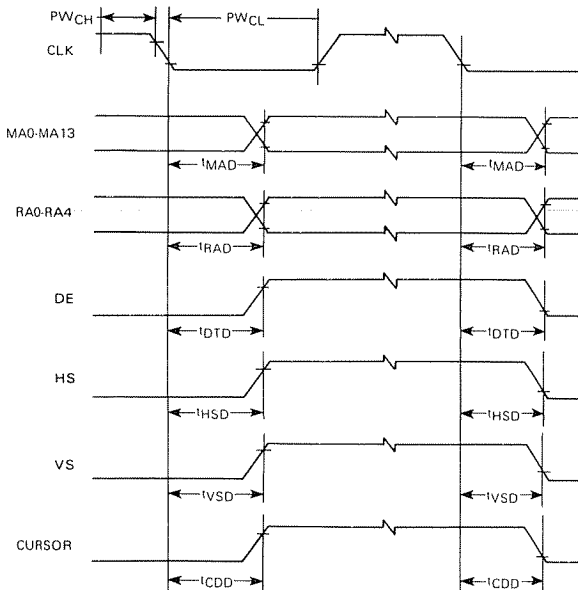 PWCH PWCL
CLK
MA0-MA13
tMAD tMAD
RA0-RA4
tRAD tRAD
DE
tDTD tDTD
HS
tHSD tHSD
VS
tVSD tVSD
CURSOR
tCDD tCDD